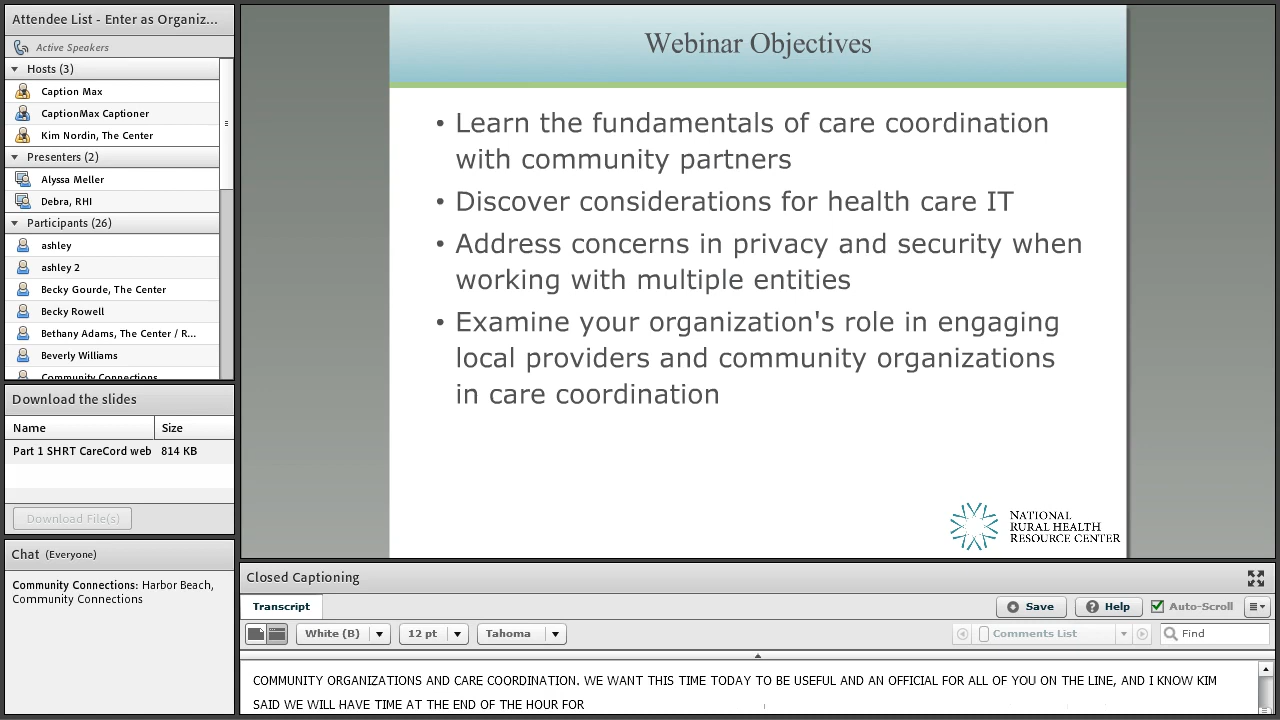 Attendee List - Enter as Organiz...
Active Speakers
Hosts (3)
Caption Max
CaptionMax Captioner
Kim Nordin, The Center
Presenters (2)
Alyssa Meller
Debra, RHI
Participants (26)
ashley
ashley 2
Becky Gourde, The Center
Becky Rowell
Bethany Adams, The Center / R...
Beverly Williams
Community Connections
Download the slides
Name Size
Part 1 SHRT CareCord web 814 KB
Download File(s)
Chat (Everyone)
Community Connections: Harbor Beach,
Community Connections
Webinar Objectives
• Learn the fundamentals of care coordination
with community partners
• Discover considerations for health care IT
• Address concerns in privacy and security when
working with multiple entities
• Examine your organization's role in engaging
local providers and community organizations
in care coordination
NATIONAL
RURAL HEALTH
RESOURCE CENTER
Closed Captioning
Transcript
Save
Help
Auto-Scroll
White (B)
12 pt
Tahoma
Comments List
Find
COMMUNITY ORGANIZATIONS AND CARE COORDINATION. WE WANT THIS TIME TODAY TO BE USEFUL AND AN OFFICIAL FOR ALL OF YOU ON THE LINE, AND I KNOW KIM
SAID WE WILL HAVE TIME AT THE END OF THE HOUR FOR